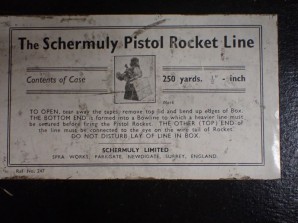 The Schermuly Pistol Rocket Line
Contents of Case
250 yards. - inch
Mark
TO OPEN, tear away the tapes, remove top lid and bend up edges of Box.
THE BOTTOM END is formed into a Bowline to which a heavier line must
be secured before firing the Pistol Rocket. THE OTHER (TOP) END of
the line must be connected to the eye on the wire tail of Rocket.
DO NOT DISTURB LAY OF LINE IN BOX.
SCHERMULY LIMITED
SPRA WORKS, PARKGATE, NEWDIGATE, SURREY, ENGLAND.
Ref. No. 247